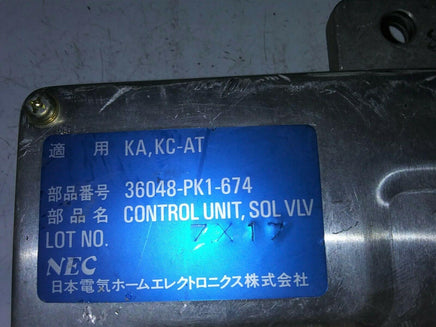 適 用 KA,KC-AT
部品番号 36048-PK1-674
部品名 CONTROL UNIT, SOL VLV
LOT NO. 7X17
NEC
日本電気ホームエレクトロニクス株式会社